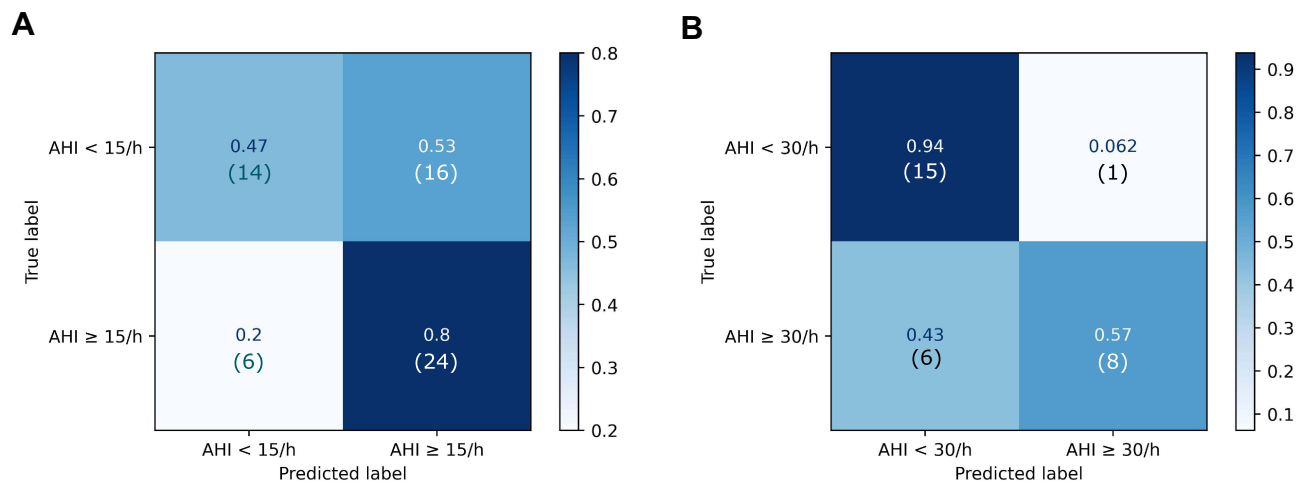 A
True label
AHI < 15/h
AHI ≥ 15/h
0.47
(14)
0.53
(16)
0.2
(6)
0.8
(24)
AHI < 15/h
AHI ≥ 15/h
Predicted label
0.8
0.7
0.6
0.5
0.4
0.3
0.2
B
True label
AHI < 30/h
AHI ≥ 30/h
0.94
(15)
0.062
(1)
0.43
(6)
0.57
(8)
AHI < 30/h
AHI ≥ 30/h
Predicted label
0.9
0.8
0.7
0.6
0.5
0.4
0.3
0.2
0.1